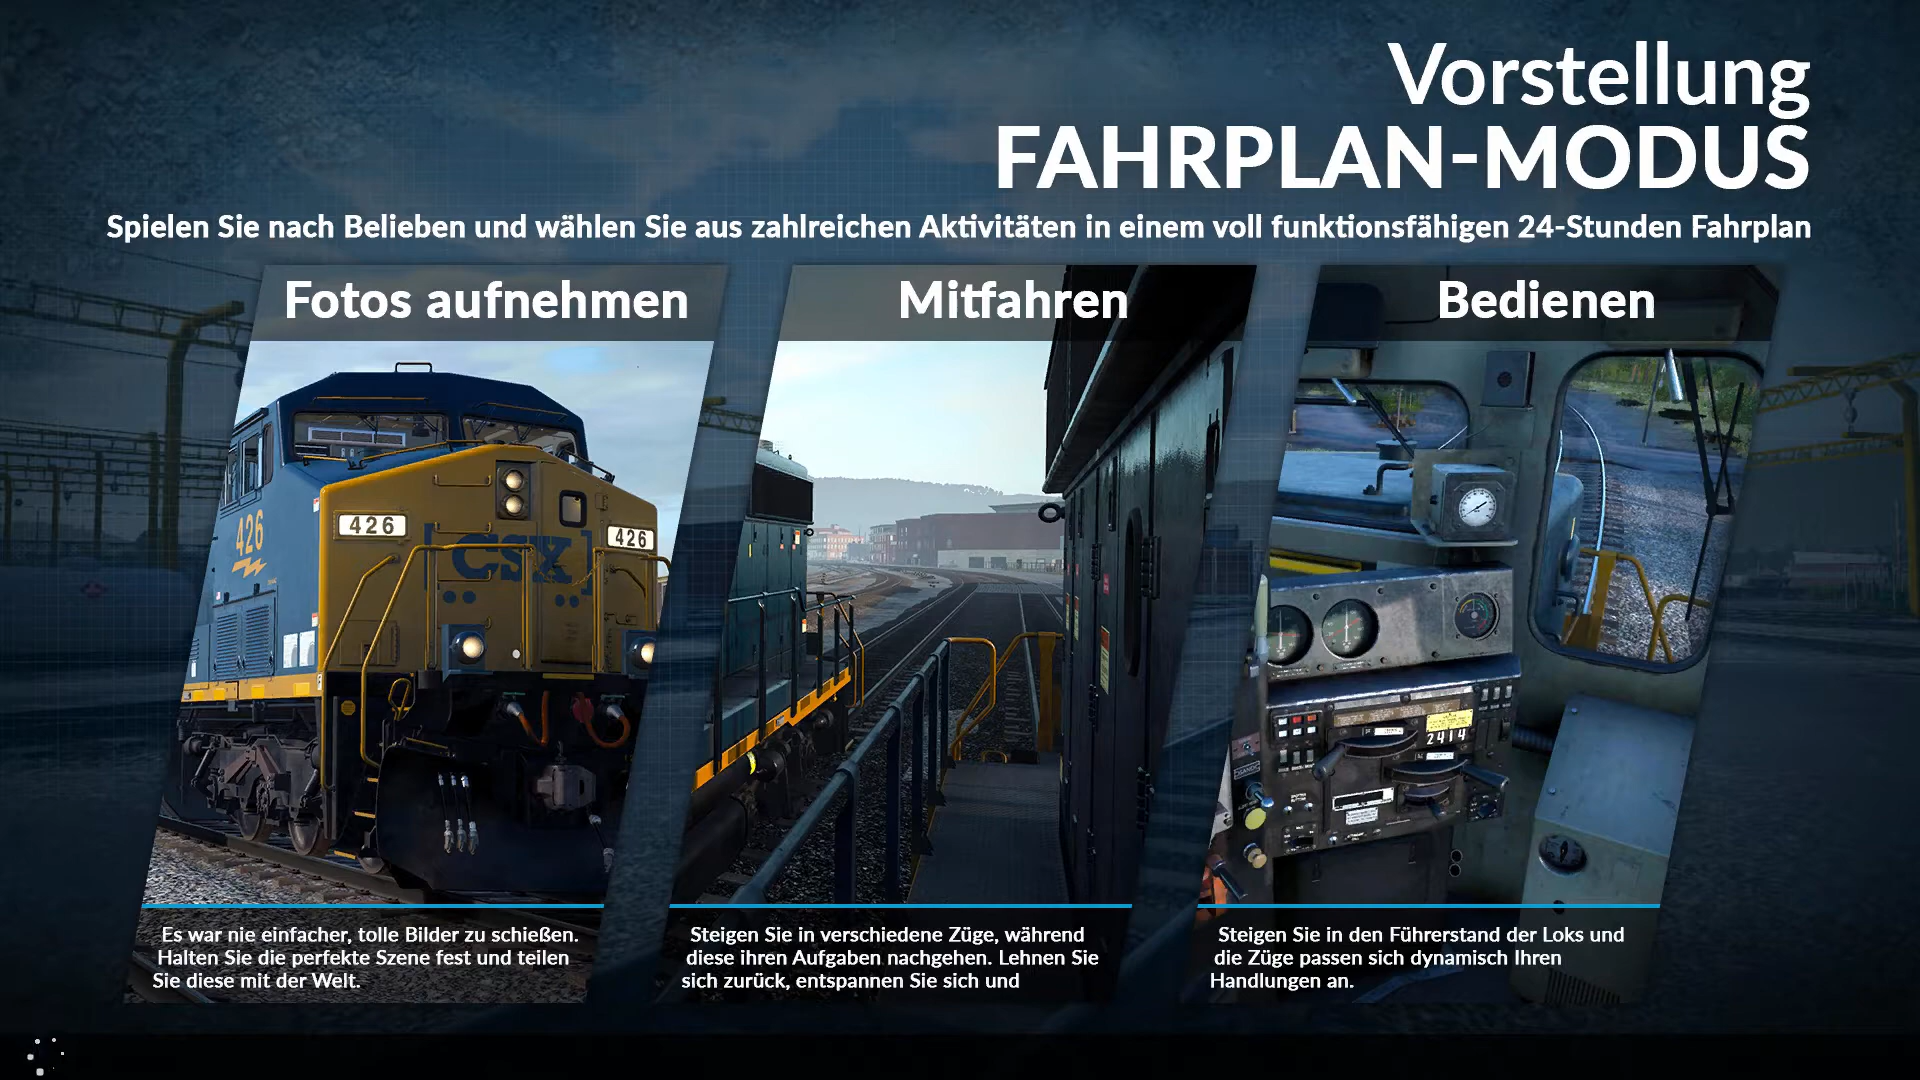 Vorstellung
FAHRPLAN-MODUS
Spielen Sie nach Belieben und wählen Sie aus zahlreichen Aktivitäten in einem voll funktionsfähigen 24-Stunden Fahrplan
Fotos aufnehmen
426
426
426
CSX
Es war nie einfacher, tolle Bilder zu schießen.
Halten Sie die perfekte Szene fest und teilen
Sie diese mit der Welt.
Mitfahren
Steigen Sie in verschiedene Züge, während
diese ihren Aufgaben nachgehen. Lehnen Sie
sich zurück, entspannen Sie sich und
Bedienen
2414
Steigen Sie in den Führerstand der Loks und
die Züge passen sich dynamisch Ihren
Handlungen an.